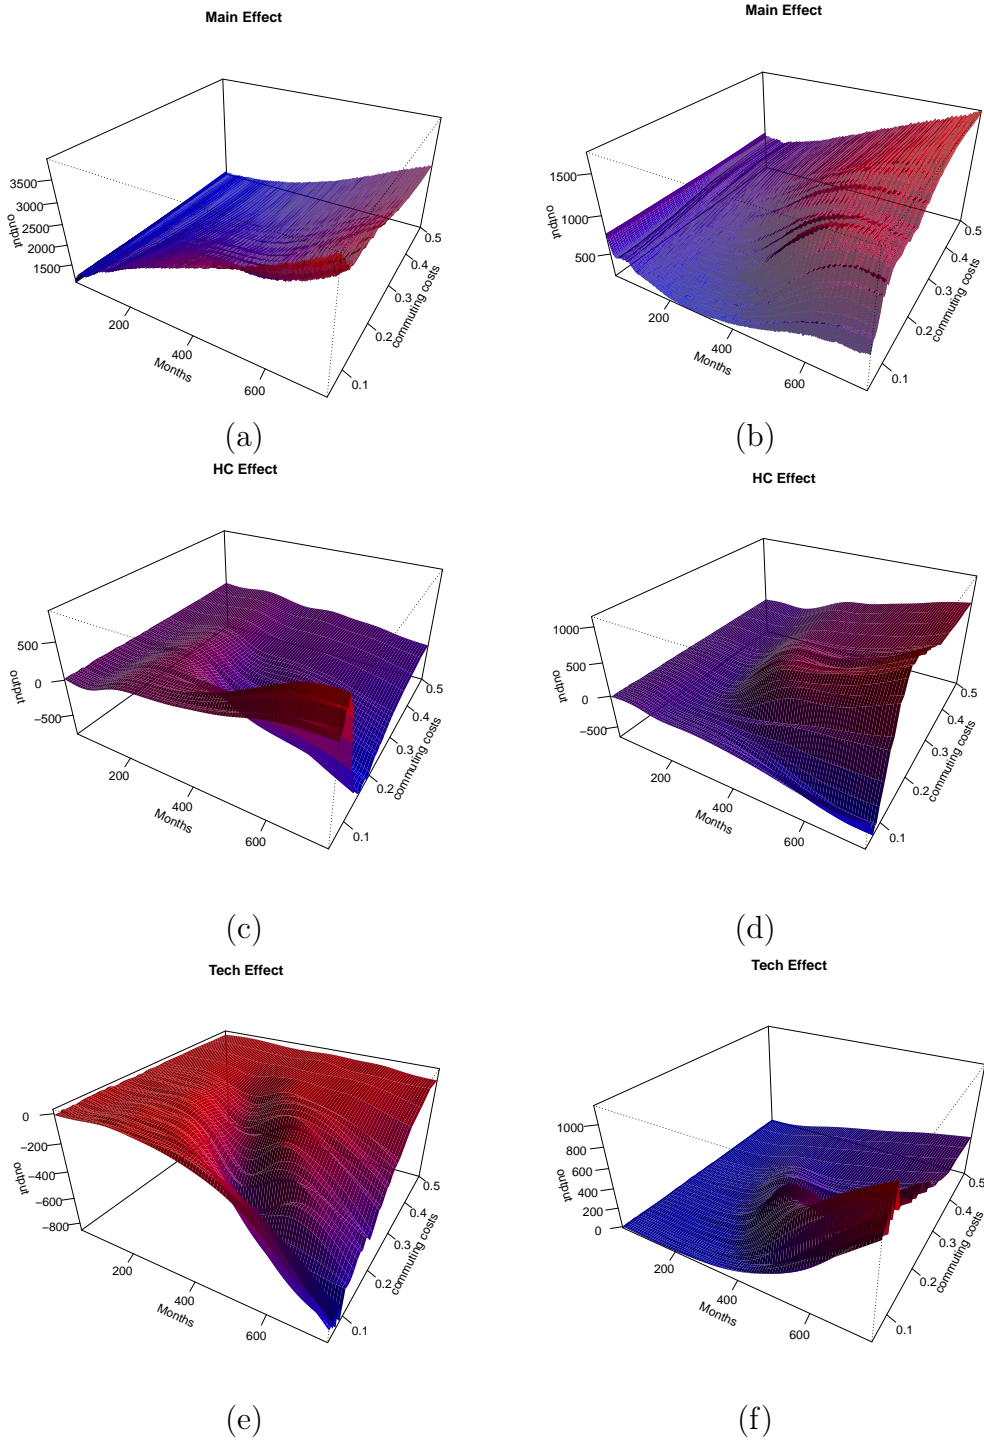 Main Effect
3500
3000
2500
2000
1500
output
200
400
600
Months
0.1
0.2
0.3
0.4
0.5
commuting costs
(a)
Main Effect
1500
1000
500
output
200
400
600
Months
0.1
0.2
0.3
0.4
0.5
commuting costs
(b)
HC Effect
500
0
−500
output
200
400
600
Months
0.1
0.2
0.3
0.4
0.5
commuting costs
(c)
HC Effect
1000
500
0
−500
output
200
400
600
Months
0.1
0.2
0.3
0.4
0.5
commuting costs
(d)
Tech Effect
0
−200
−400
−600
−800
output
200
400
600
Months
0.1
0.2
0.3
0.4
0.5
commuting costs
(e)
Tech Effect
1000
800
600
400
200
0
output
200
400
600
Months
0.1
0.2
0.3
0.4
0.5
commuting costs
(f)